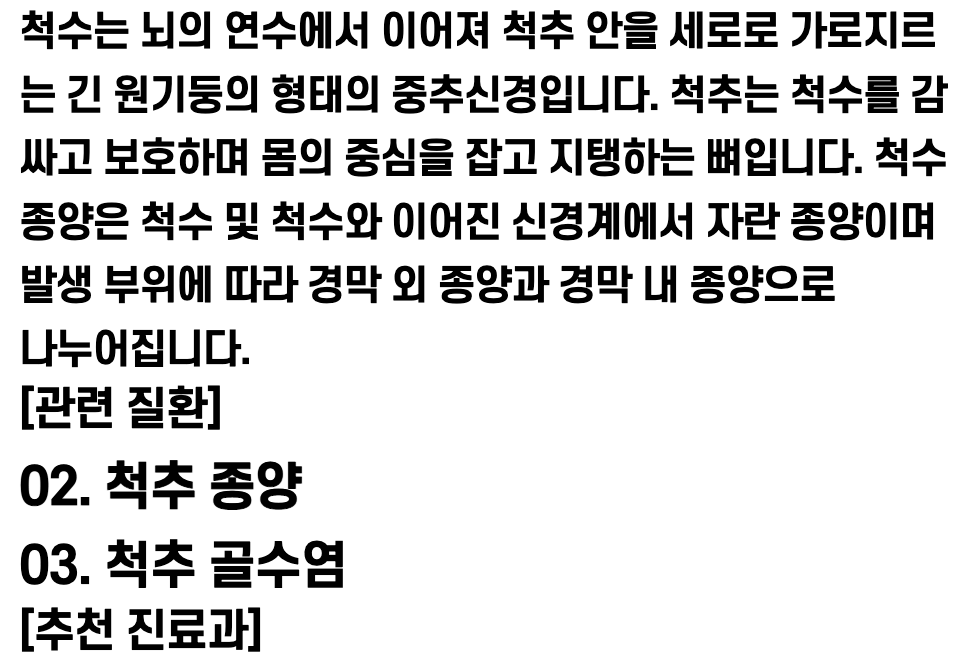 척수는 뇌의 연수에서 이어져 척추 안을 세로로 가로지르
는 긴 원기둥의 형태의 중추신경입니다. 척추는 척수를 감
싸고 보호하며 몸의 중심을 잡고 지탱하는 뼈입니다. 척수
종양은 척수 및 척수와 이어진 신경계에서 자란 종양이며
발생 부위에 따라 경막 외 종양과 경막 내 종양으로
나누어집니다.
[관련 질환]
02. 척추 종양
03. 척추 골수염
[추천 진료과]